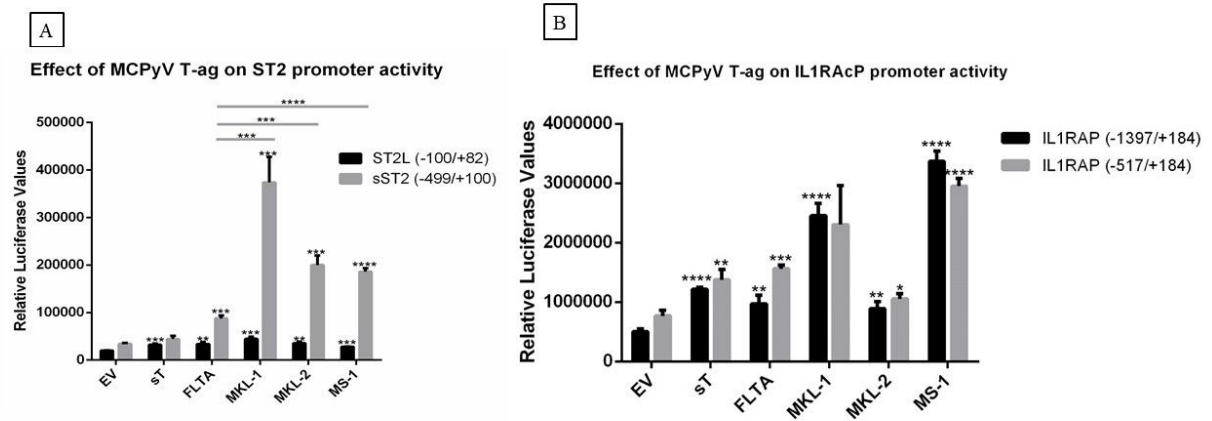 A
Effect of MCPyV T-ag on ST2 promoter activity
****
***
***
Relative Luciferase Values
500000
400000
300000
200000
100000
0
***
***
****
***
***
**
***
**
***
ST2L (-100/+82)
sST2 (-499/+100)
EV
sT
FLTA
MKL-1
MKL-2
MS-1
B
Effect of MCPyV T-ag on IL1RAcP promoter activity
Relative Luciferase Values
4000000
3000000
2000000
1000000
0
****
**
**
***
****
**
*
****
****
IL1RAP (-1397/+184)
IL1RAP (-517/+184)
EV
sT
FLTA
MKL-1
MKL-2
MS-1